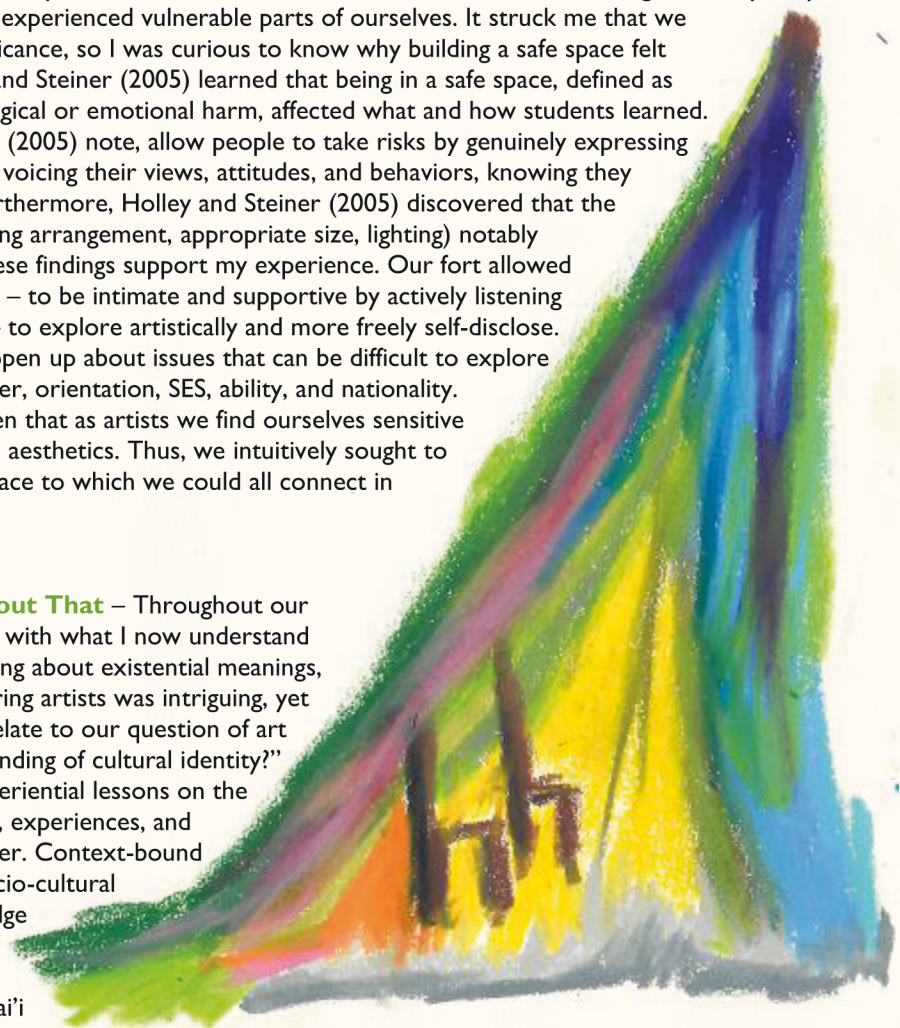 experienced vulnerable parts of ourselves. It struck me that we
icance, so I was curious to know why building a safe space felt
and Steiner (2005) learned that being in a safe space, defined as
gical or emotional harm, affected what and how students learned.
(2005) note, allow people to take risks by genuinely expressing
voicing their views, attitudes, and behaviors, knowing they
rthermore, Holley and Steiner (2005) discovered that the
ng arrangement, appropriate size, lighting) notably
ese findings support my experience. Our fort allowed
– to be intimate and supportive by actively listening
to explore artistically and more freely self-disclose.
open up about issues that can be difficult to explore
er, orientation, SES, ability, and nationality.
en that as artists we find ourselves sensitive
aesthetics. Thus, we intuitively sought to
ace to which we could all connect in
out That – Throughout our
with what I now understand
ng about existential meanings,
ring artists was intriguing, yet
elate to our question of art
nding of cultural identity?”
eriential lessons on the
, experiences, and
er. Context-bound
cio-cultural
dge
ai’i